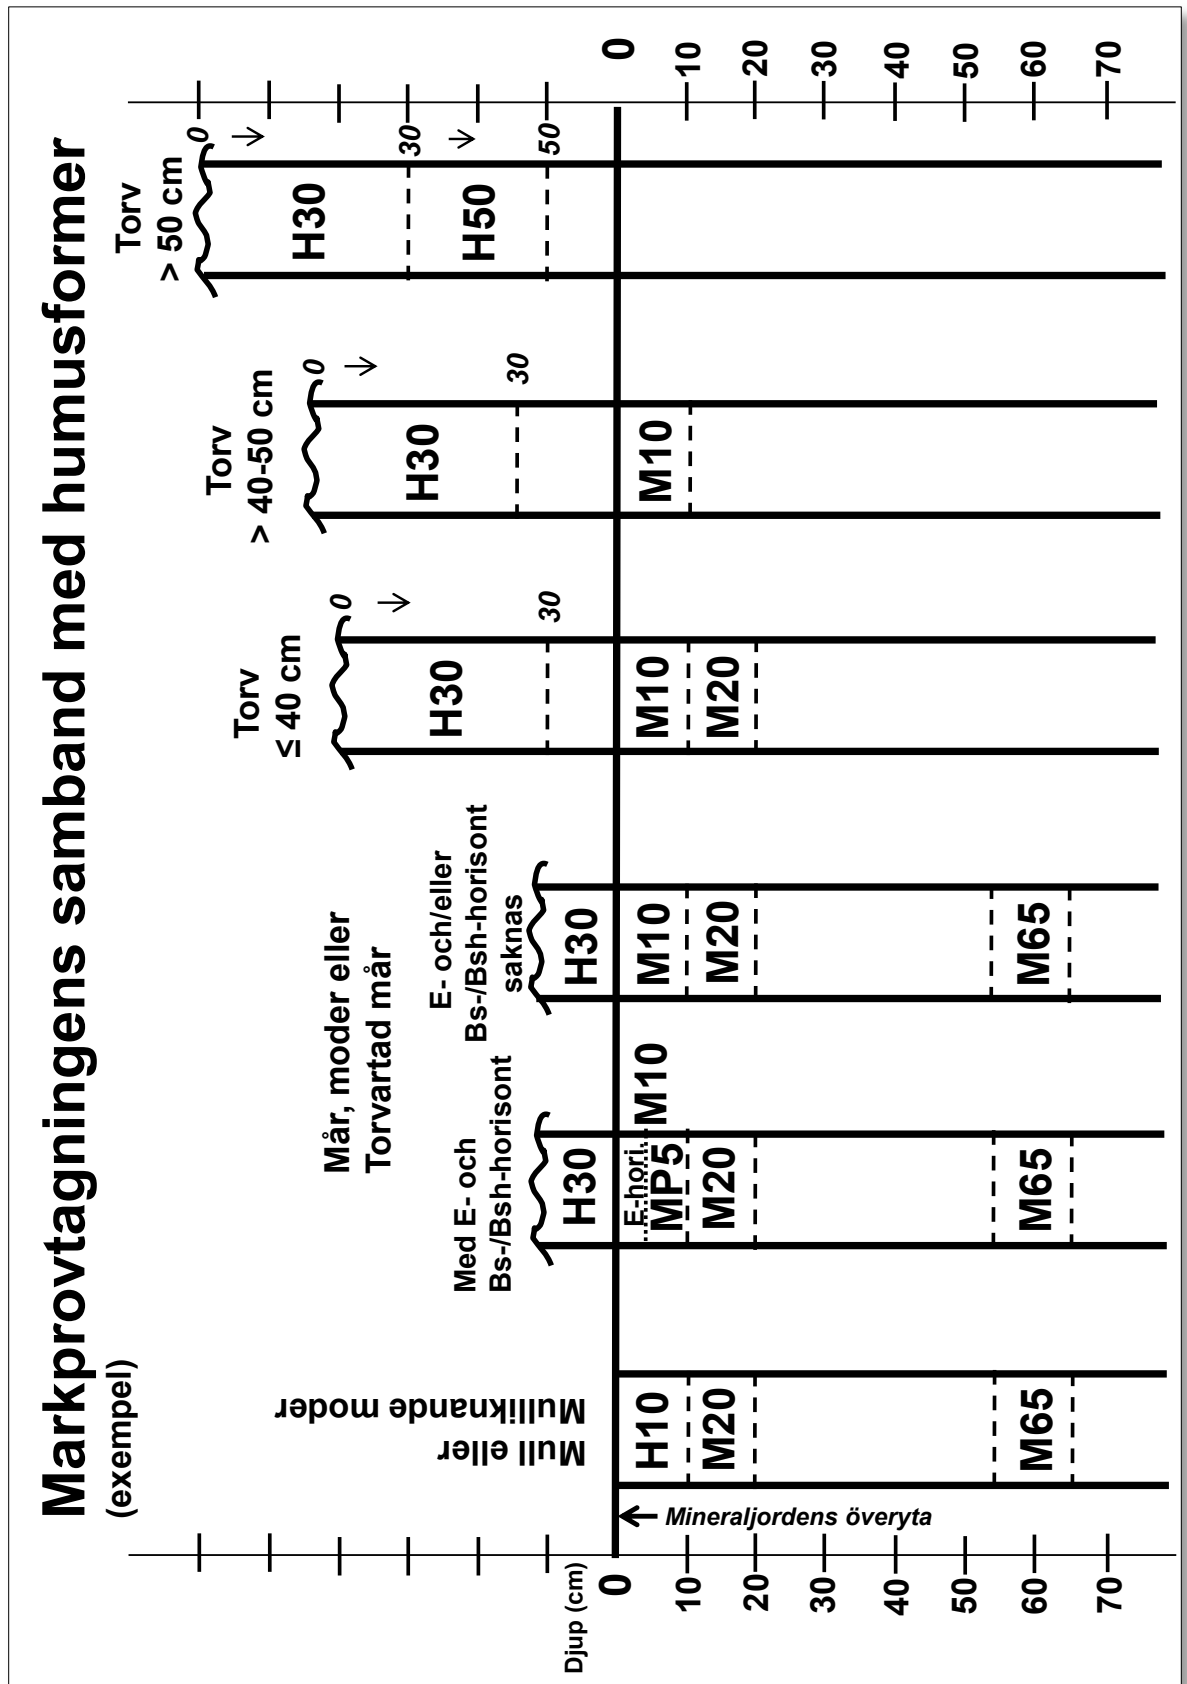 Markprovtagningens samband med humusformer
(exempel)
Mull eller
Mulliknande moder
Mår, moder eller
Torvartad mår
Med E- och
Bs-/Bsh-horisont
E- och/eller
Bs-/Bsh-horisont
saknas
Torv
≤ 40 cm
Torv
> 40-50 cm
Torv
> 50 cm
Djup (cm)
0
10
20
30
40
50
60
70
Mineraljordens överyta
H10
M20
M65
H30
E-hori.
MP5
M10
M20
M65
H30
M10
M20
M65
0
H30
30
M10
M20
0
H30
30
M10
0
H30
30
H50
50
0
10
20
30
40
50
60
70